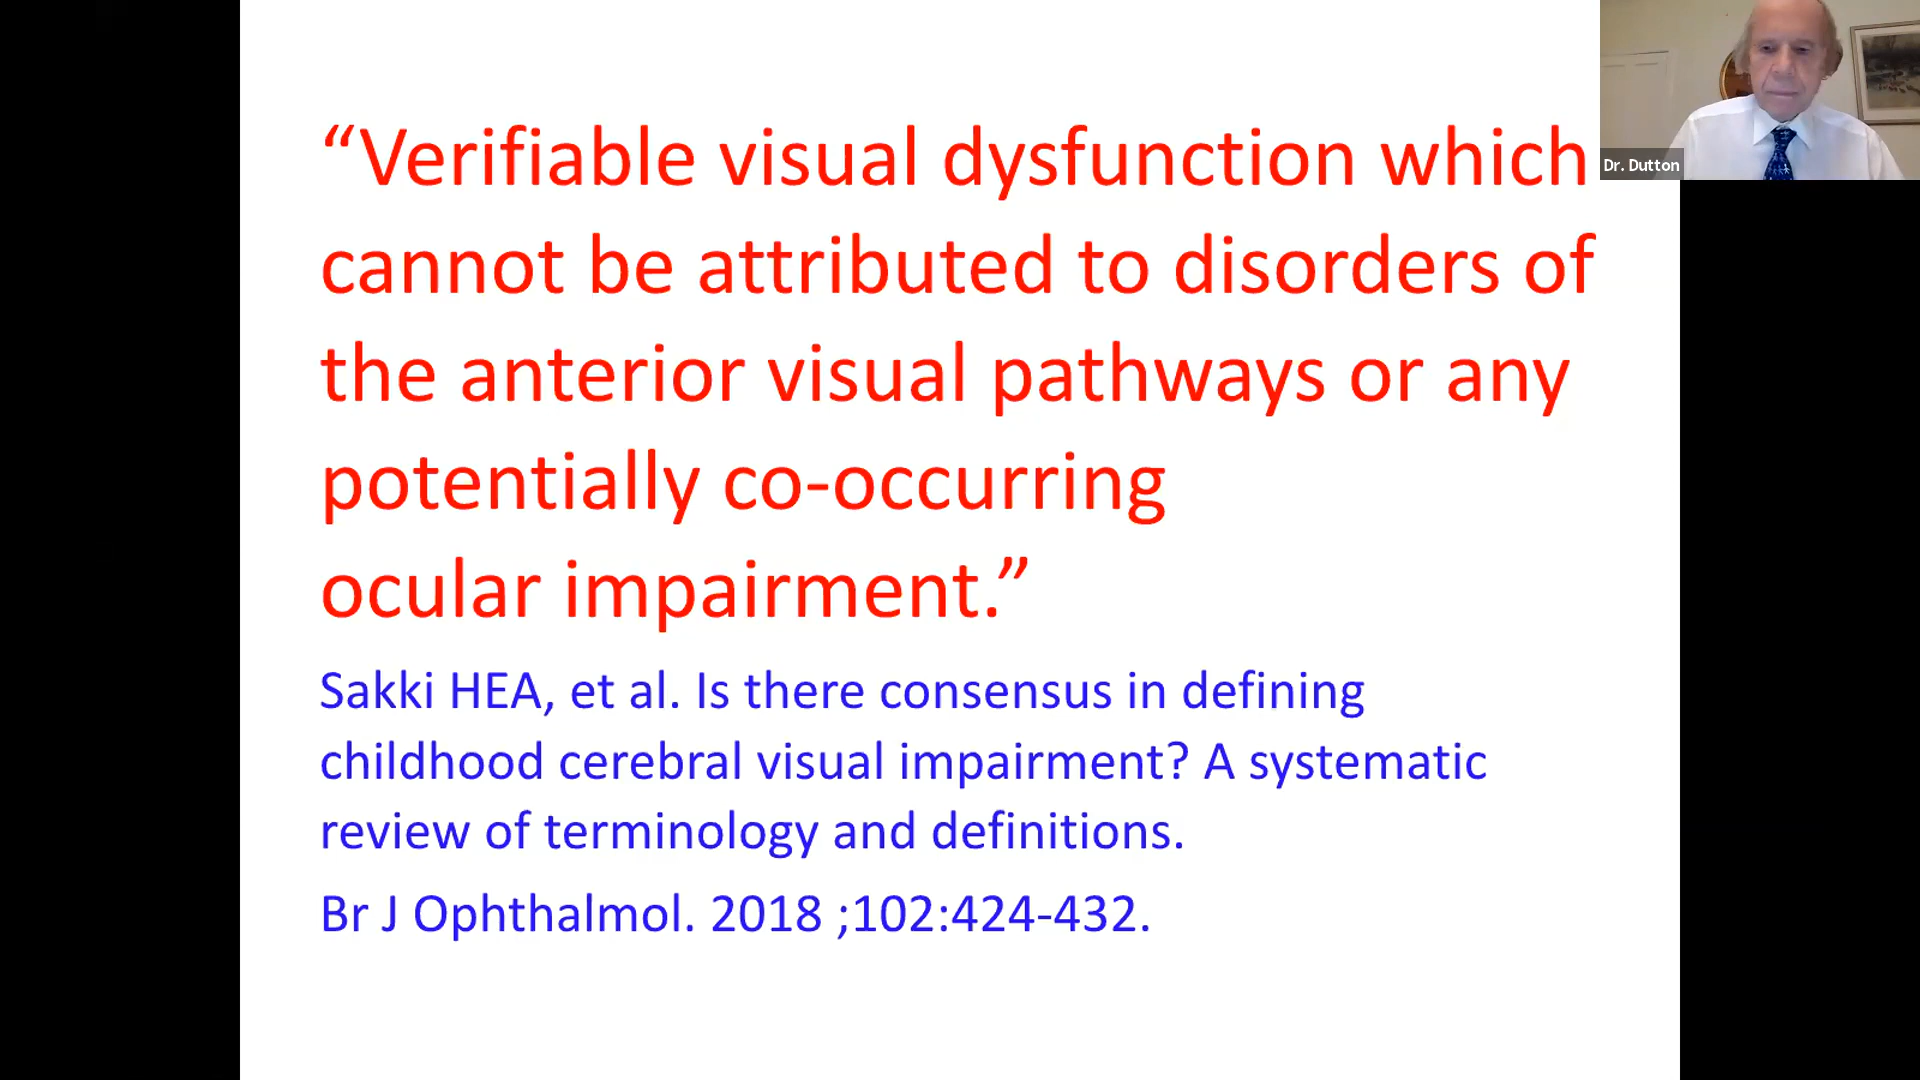 “Verifiable visual dysfunction which
cannot be attributed to disorders of
the anterior visual pathways or any
potentially co-occurring
ocular impairment.”
Sakki HEA, et al. Is there consensus in defining
childhood cerebral visual impairment? A systematic
review of terminology and definitions.
Br J Ophthalmol. 2018 ;102:424-432.
Dr. Dutton